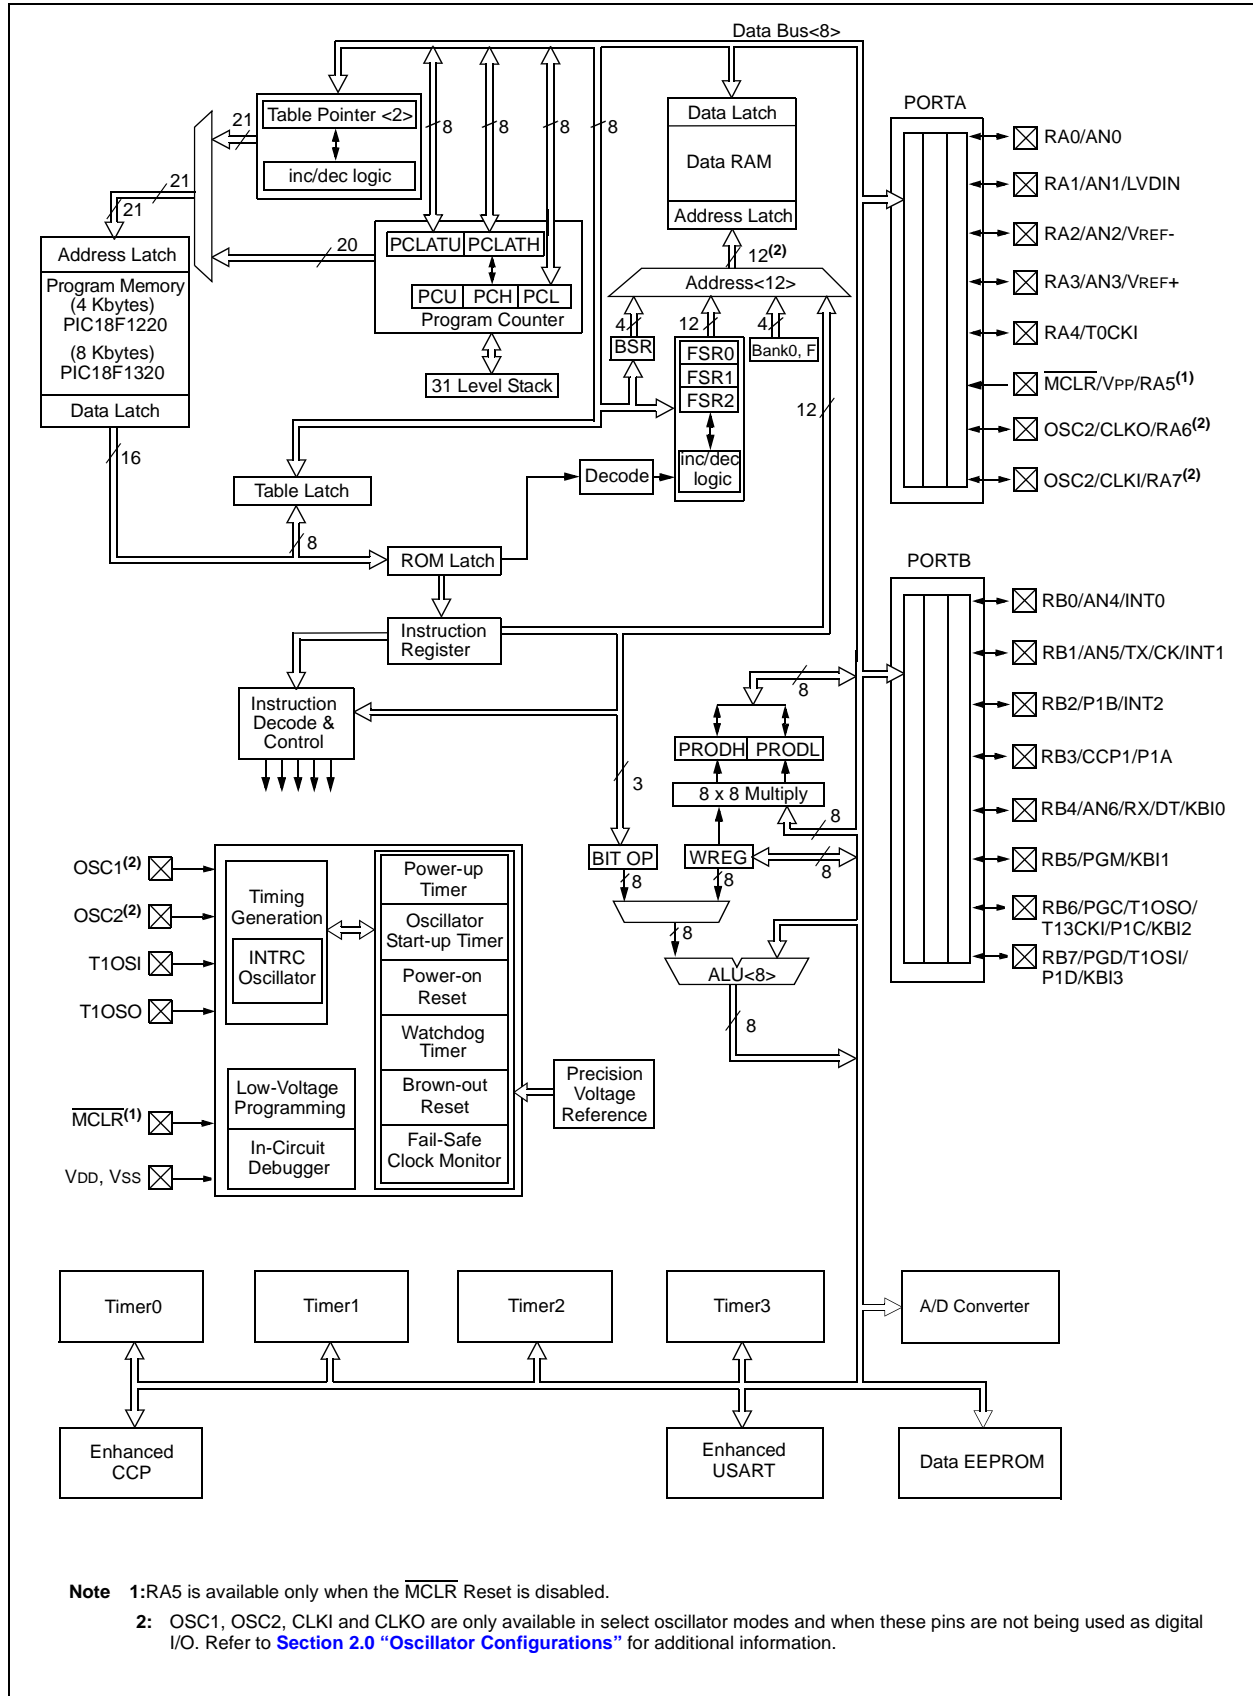 Data Bus<8>
PORTA
Table Pointer <2>
21
8
8
8
8
Data Latch
RA0/AN0
inc/dec logic
Data RAM
21
21
RA1/AN1/LVDIN
Address Latch
20
PCLATU PCLATH
12(2)
RA2/AN2/VREF-
Address Latch
Program Memory
(4 Kbytes)
PIC18F1220
(8 Kbytes)
PIC18F1320
Data Latch
PCU PCH PCL
Program Counter
Address<12>
RA3/AN3/VREF+
4
12
4
RA4/T0CKI
BSR
FSR0
FSR1
FSR2
Bank0, F
31 Level Stack
MCLR/VPP/RA5(1)
12
OSC2/CLKO/RA6(2)
16
inc/dec
logic
Decode
OSC2/CLKI/RA7(2)
Table Latch
8
ROM Latch
PORTB
RB0/AN4/INT0
Instruction
Register
RB1/AN5/TX/CK/INT1
8
Instruction
Decode &
Control
RB2/P1B/INT2
PRODH PRODL
RB3/CCP1/P1A
3
8 x 8 Multiply
RB4/AN6/RX/DT/KBI0
8
BIT OP
WREG
8
8
8
RB5/PGM/KBI1
OSC1(2)
OSC2(2)
T1OSI
T1OSO
Timing
Generation
INTRC
Oscillator
Power-up
Timer
Oscillator
Start-up Timer
Power-on
Reset
Watchdog
Timer
Brown-out
Reset
Fail-Safe
Clock Monitor
RB6/PGC/T1OSO/
T13CKI/P1C/KBI2
8
ALU<8>
RB7/PGD/T1OSI/
P1D/KBI3
8
Precision
Voltage
Reference
Low-Voltage
Programming
MCLR(1)
In-Circuit
Debugger
VDD, VSS
Timer0
Timer1
Timer2
Timer3
A/D Converter
Enhanced
CCP
Enhanced
USART
Data EEPROM
Note 1:RA5 is available only when the MCLR Reset is disabled.
2: OSC1, OSC2, CLKI and CLKO are only available in select oscillator modes and when these pins are not being used as digital
I/O. Refer to Section 2.0 “Oscillator Configurations” for additional information.